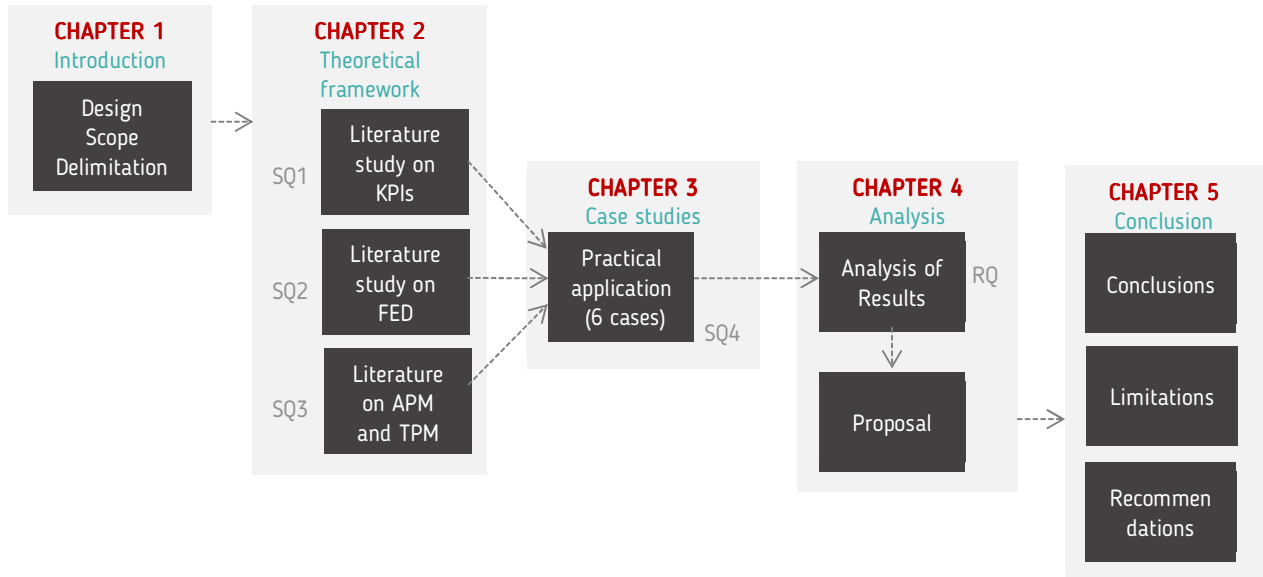 CHAPTER 1
Introduction
Design
Scope
Delimitation
CHAPTER 2
Theoretical
framework
SQ1
Literature
study on
KPIs
SQ2
Literature
study on
FED
SQ3
Literature
on APM
and TPM
CHAPTER 3
Case studies
Practical
application
(6 cases)
SQ4
CHAPTER 4
Analysis
Analysis of
Results
RQ
Proposal
CHAPTER 5
Conclusion
Conclusions
Limitations
Recommen
dations